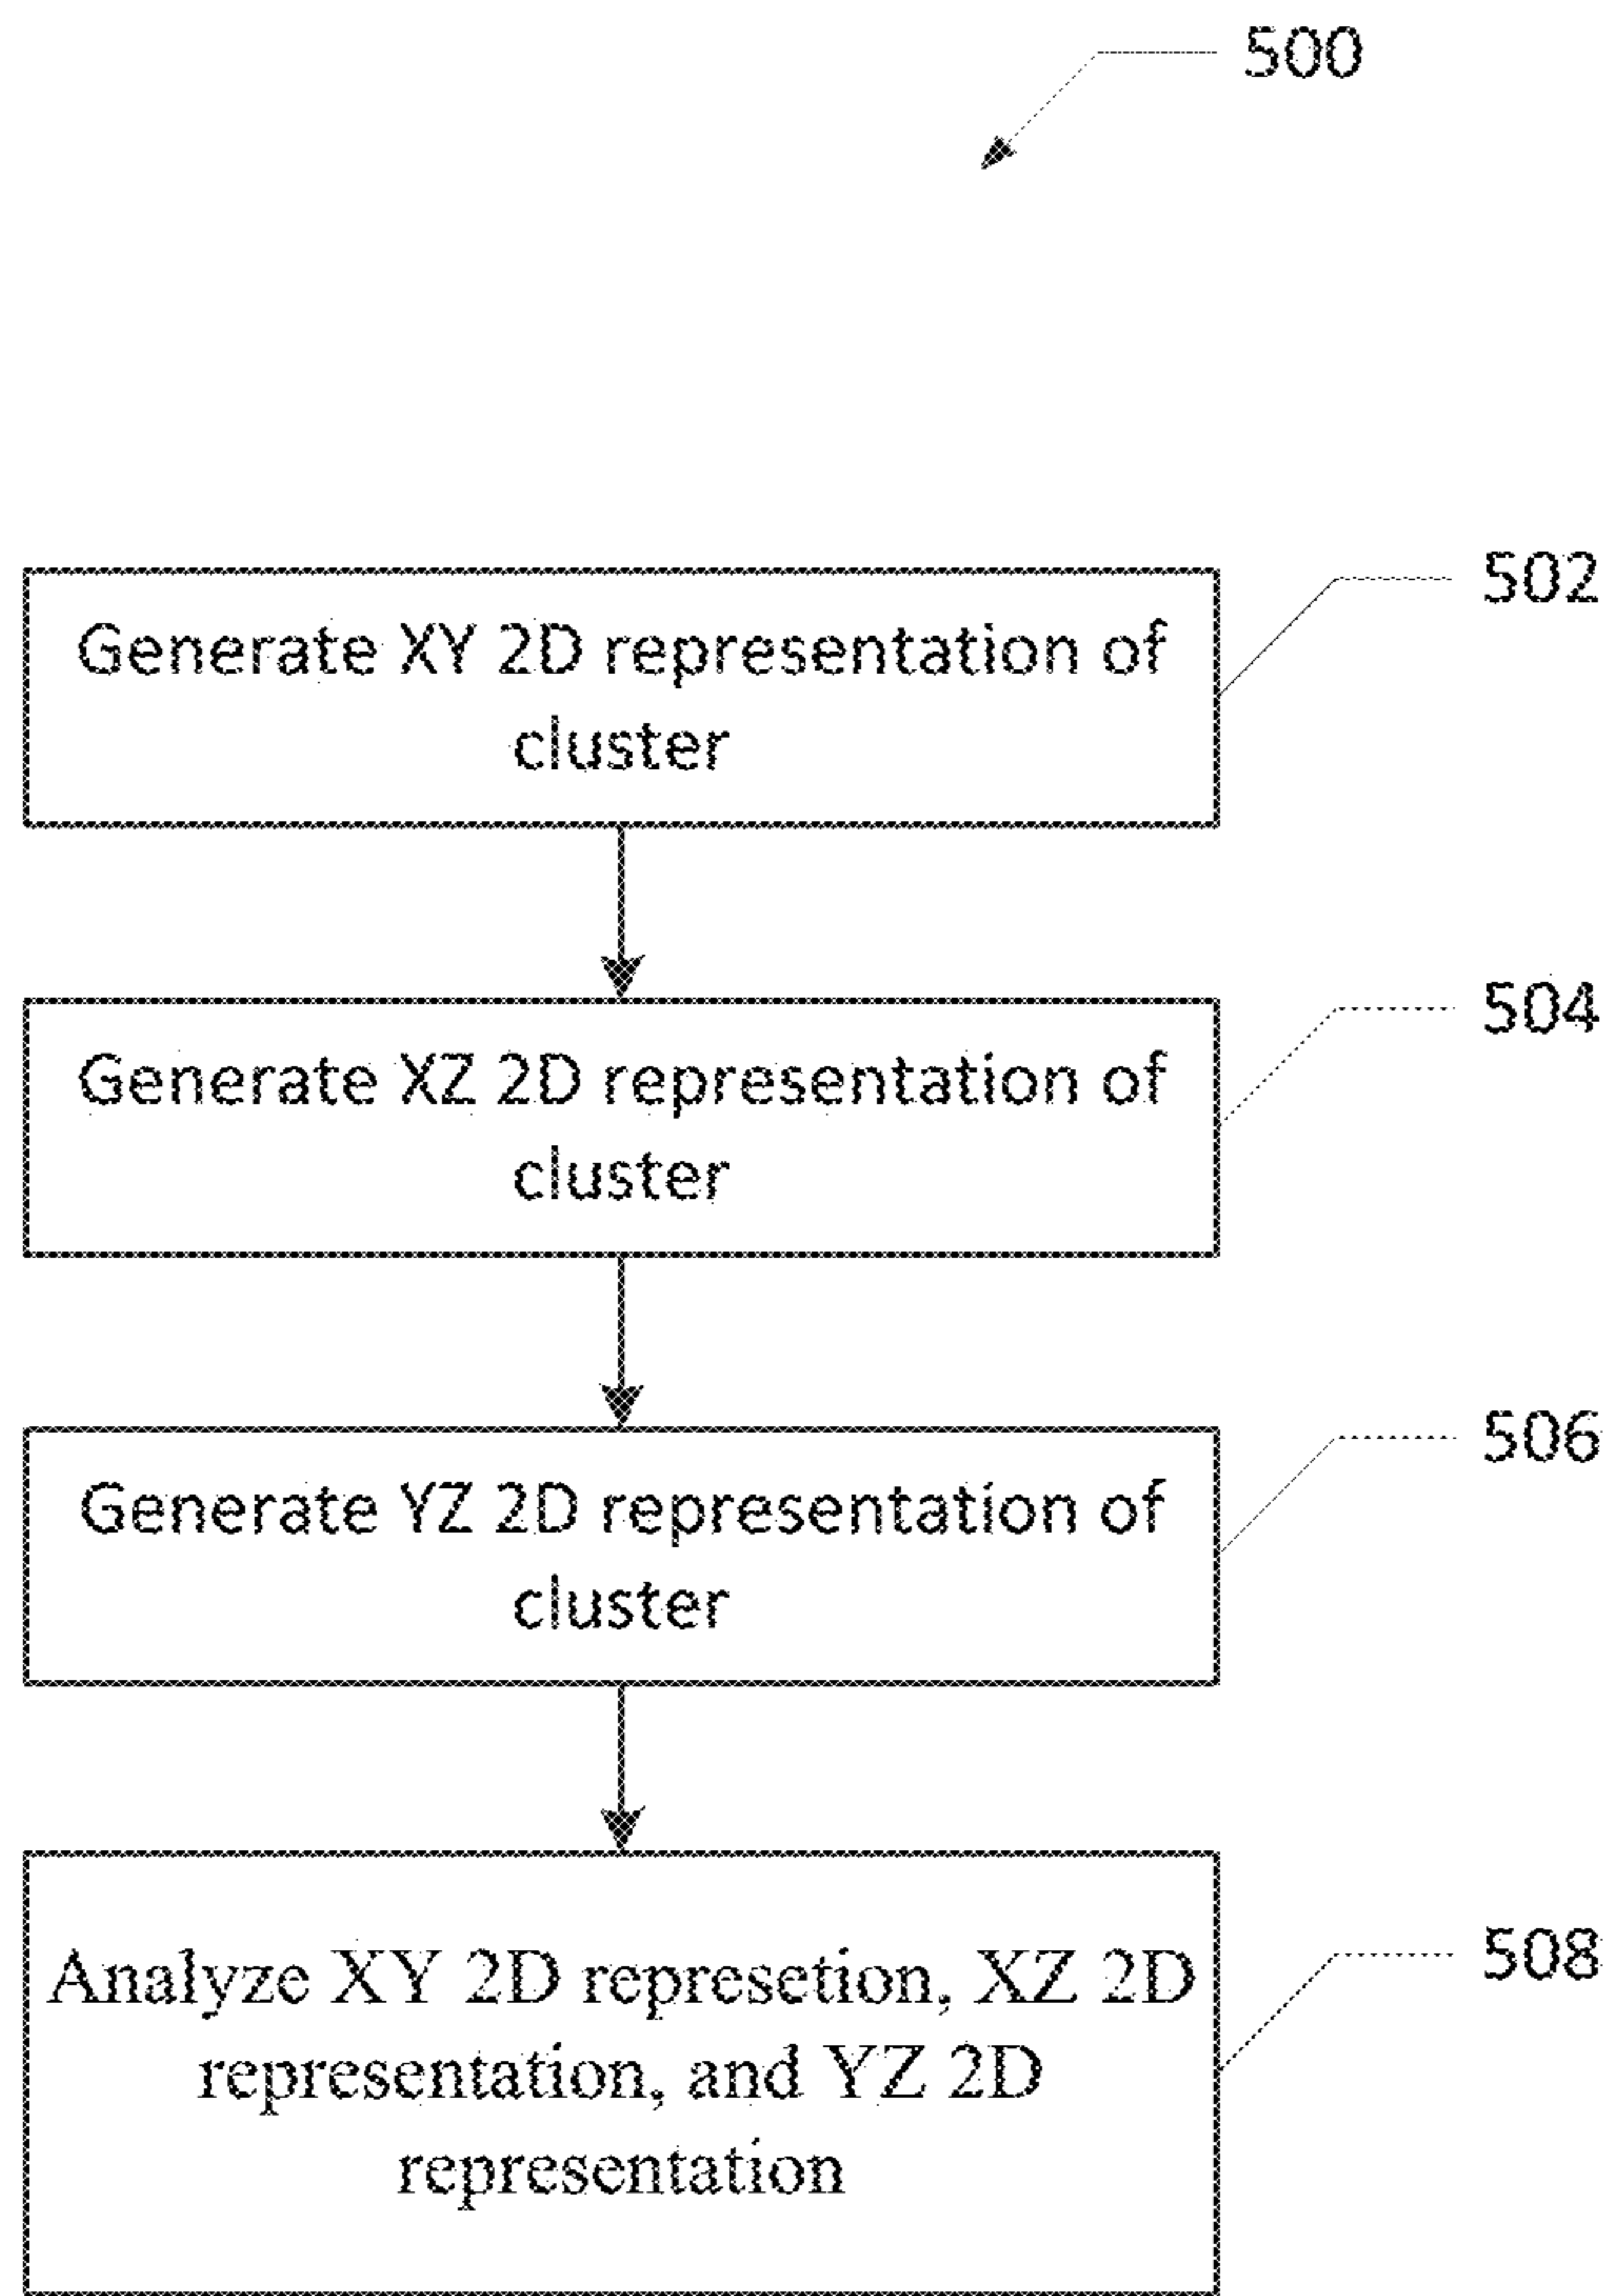 500
502
Generate XY 2D representation of
cluster
504
Generate XZ 2D representation of
cluster
506
Generate YZ 2D representation of
cluster
508
Analyze XY 2D represetion, XZ 2D
representation, and YZ 2D
representation